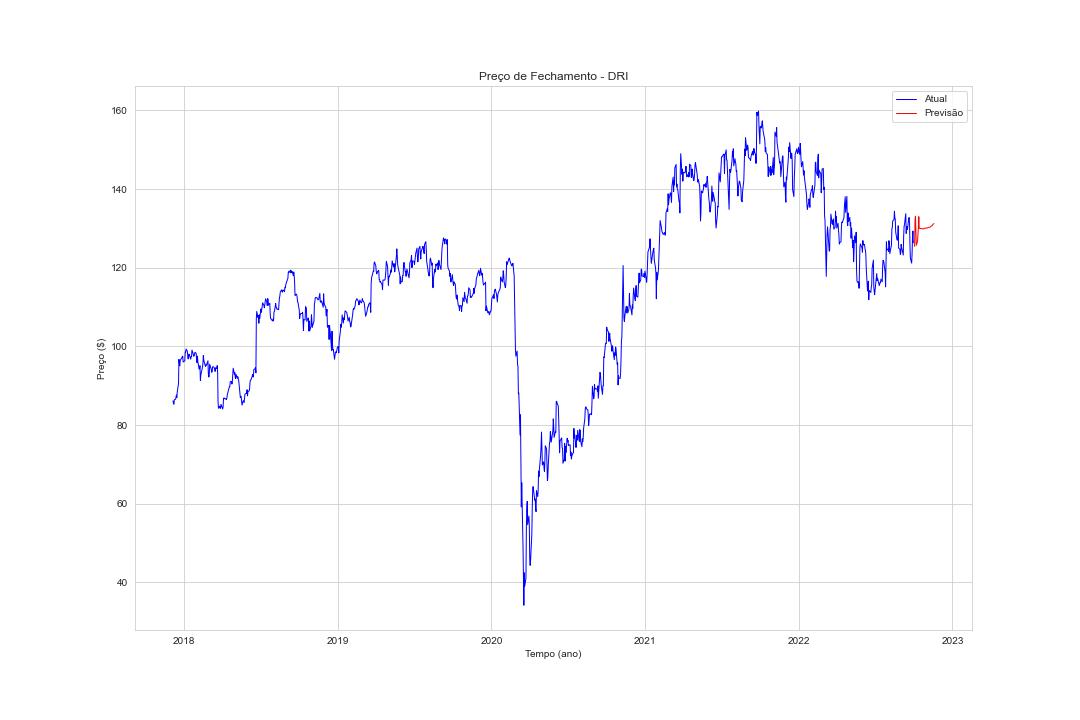 Preço de Fechamento - DRI
Atual
Previsão
160
140
120
100
80
60
40
Preço ($)
2018
2019
2020
2021
2022
2023
Tempo (ano)